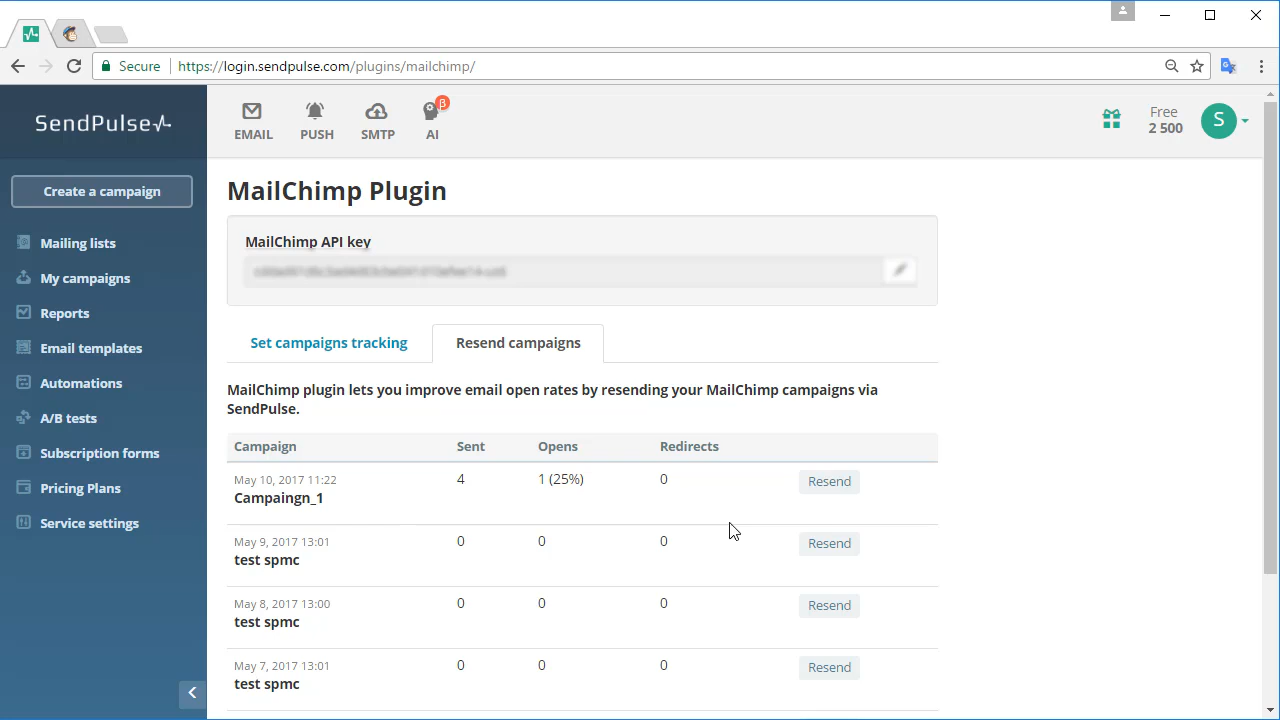 Secure https://login.sendpulse.com/plugins/mailchimp/
SendPulse
EMAIL PUSH SMTP AI β
Free
2 500
S
Create a campaign
Mailing lists
My campaigns
Reports
Email templates
Automations
A/B tests
Subscription forms
Pricing Plans
Service settings
MailChimp Plugin
MailChimp API key
Set campaigns tracking Resend campaigns
MailChimp plugin lets you improve email open rates by resending your MailChimp campaigns via
SendPulse.
Campaign Sent Opens Redirects
May 10, 2017 11:22 4 1 (25%) 0 Resend
Campaingn_1
May 9, 2017 13:01 0 0 0 Resend
test spmc
May 8, 2017 13:00 0 0 0 Resend
test spmc
May 7, 2017 13:01 0 0 0 Resend
test spmc